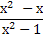 x² - x
x² − 1